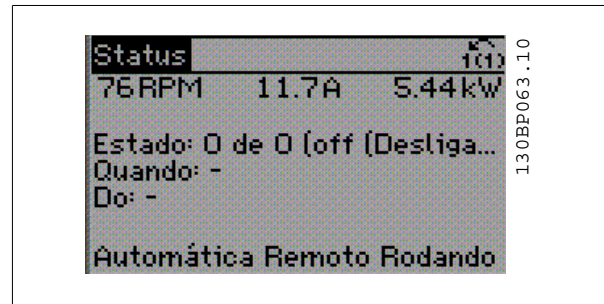 Status 1(1)
76RPM 11.7A 5.44kW
Estado: 0 de 0 (off (Desliga...
Quando: -
Do: -
Automática Remoto Rodando
130BP063.10